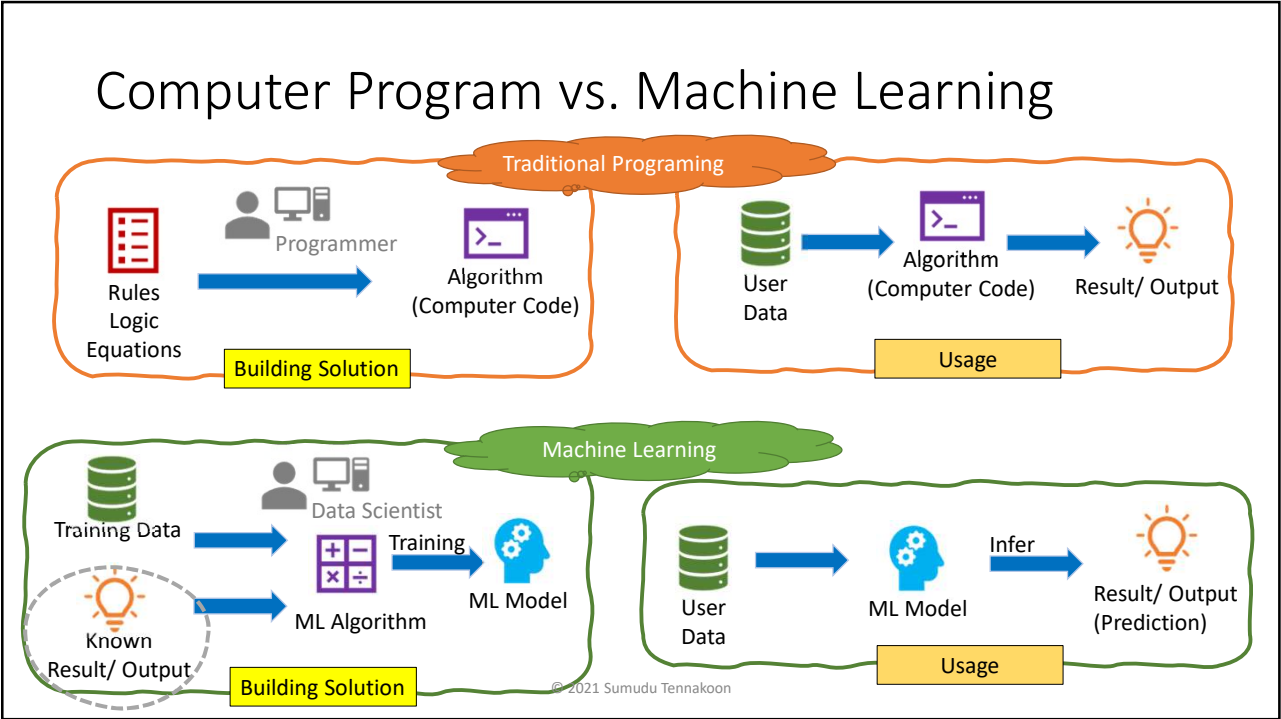 Computer Program vs. Machine Learning
Traditional Programing
Programmer
Rules
Logic
Equations
Algorithm
(Computer Code)
Building Solution
User
Data
Algorithm
(Computer Code)
Result/ Output
Usage
Machine Learning
Training Data
Known
Result/ Output
Data Scientist
ML Algorithm
Training
ML Model
Building Solution
User
Data
ML Model
Infer
Result/ Output
(Prediction)
Usage
© 2021 Sumudu Tennakoon